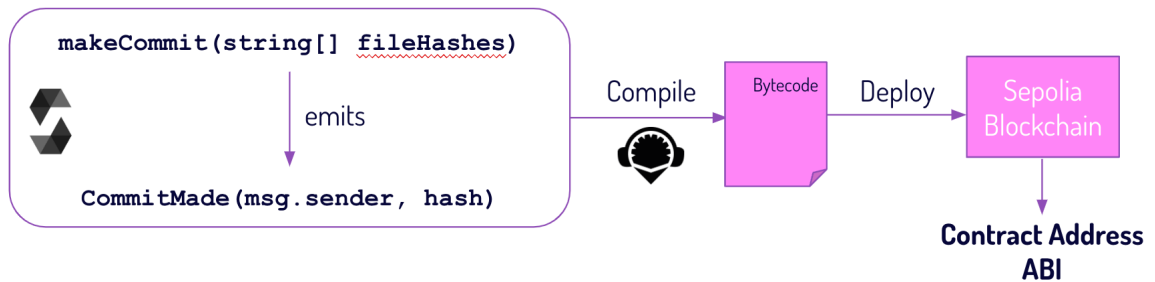 makeCommit(string[] fileHashes)
emits
CommitMade(msg.sender, hash)
Compile
Bytecode
Deploy
Sepolia
Blockchain
Contract Address
ABI